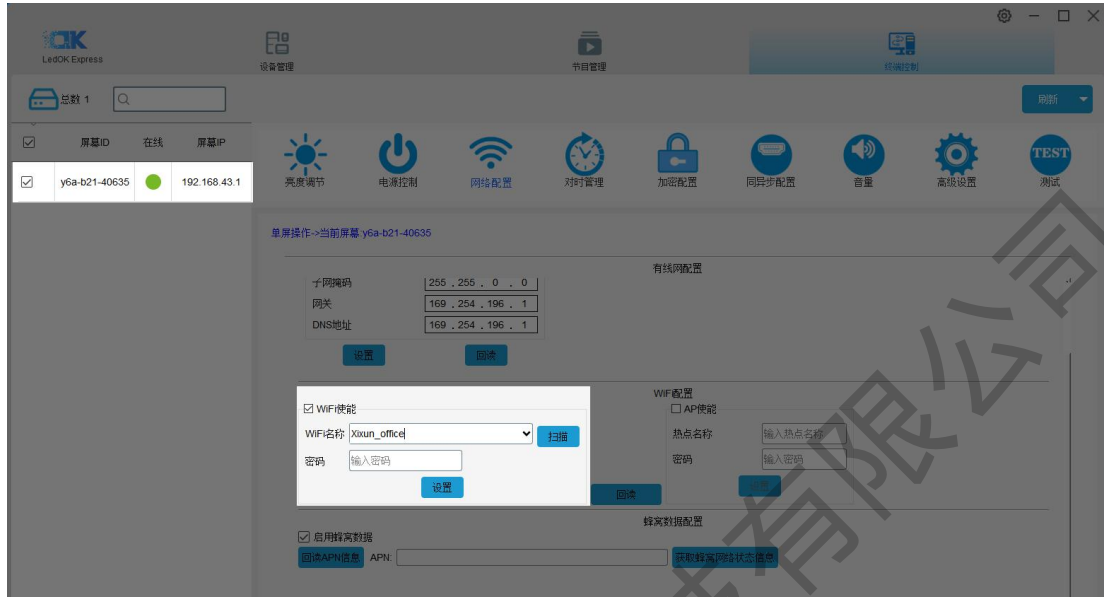 LedOK Express
设备管理
节目管理
终端控制
总数 1
刷新
屏幕ID 在线 屏幕IP
y6a-b21-40635 192.168.43.1
亮度调节 电源控制 网络配置 对时管理 加密配置 同异步配置 音量 高级设置 TEST 测试
单屏操作->当前屏幕:y6a-b21-40635
有线网配置
子网掩码 255 . 255 . 0 . 0
网关 169 . 254 . 196 . 1
DNS地址 169 . 254 . 196 . 1
设置 回读
WiFi配置
WiFi使能
WiFi名称 Xixun_office 扫描
密码 输入密码
设置
回读
AP使能
热点名称 输入热点名称
密码 输入密码
设置
蜂窝数据配置
启用蜂窝数据
回读APN信息 APN: 获取蜂窝网络状态信息
有限公司